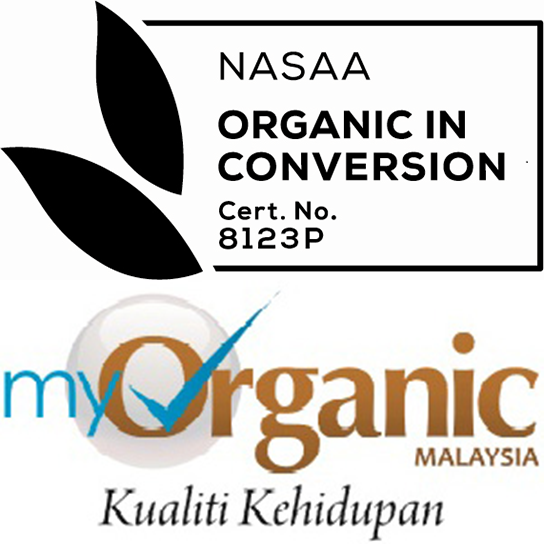 NASAA
ORGANIC IN
CONVERSION
Cert. No.
8123P
myOrganic
MALAYSIA
Kualiti Kehidupan